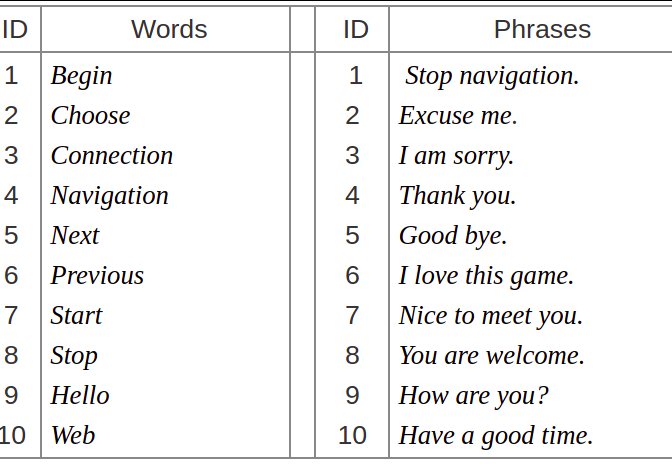 ID Words ID Phrases
1 Begin 1 Stop navigation.
2 Choose 2 Excuse me.
3 Connection 3 I am sorry.
4 Navigation 4 Thank you.
5 Next 5 Good bye.
6 Previous 6 I love this game.
7 Start 7 Nice to meet you.
8 Stop 8 You are welcome.
9 Hello 9 How are you?
10 Web 10 Have a good time.